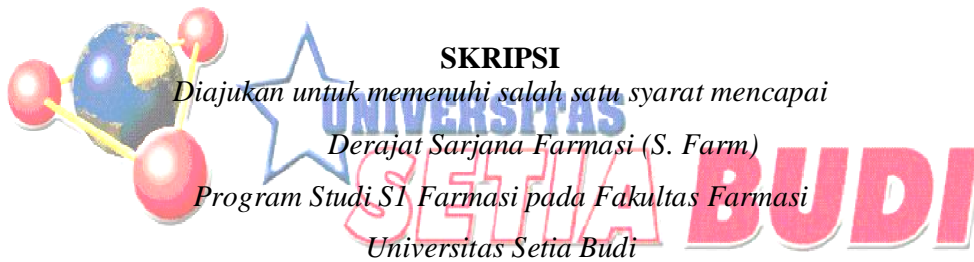 SKRIPSI
Diajukan untuk memenuhi salah satu syarat mencapai
UNIVERSITAS
Derajat Sarjana Farmasi (S. Farm)
SETIA BUDI
Program Studi S1 Farmasi pada Fakultas Farmasi
Universitas Setia Budi